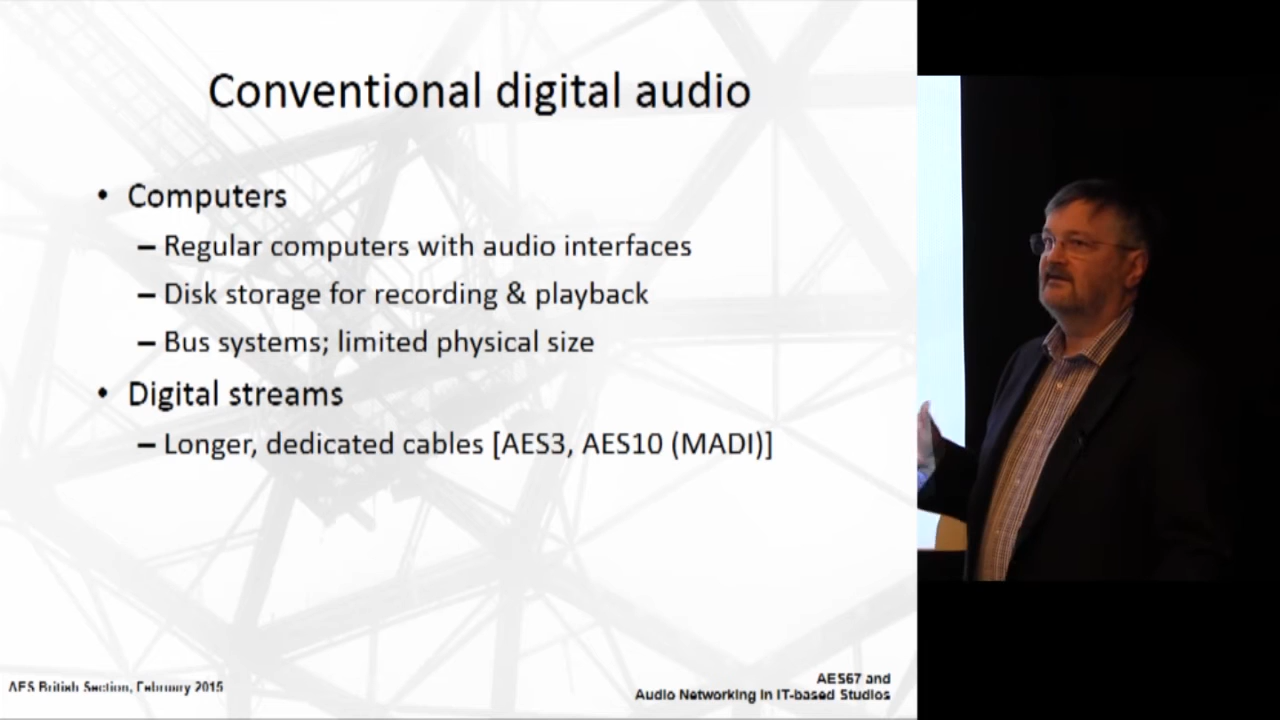 Conventional digital audio
• Computers
– Regular computers with audio interfaces
– Disk storage for recording & playback
– Bus systems; limited physical size
• Digital streams
– Longer, dedicated cables [AES3, AES10 (MADI)]
AES British Section, February 2015
AES67 and
Audio Networking in IT-based Studios